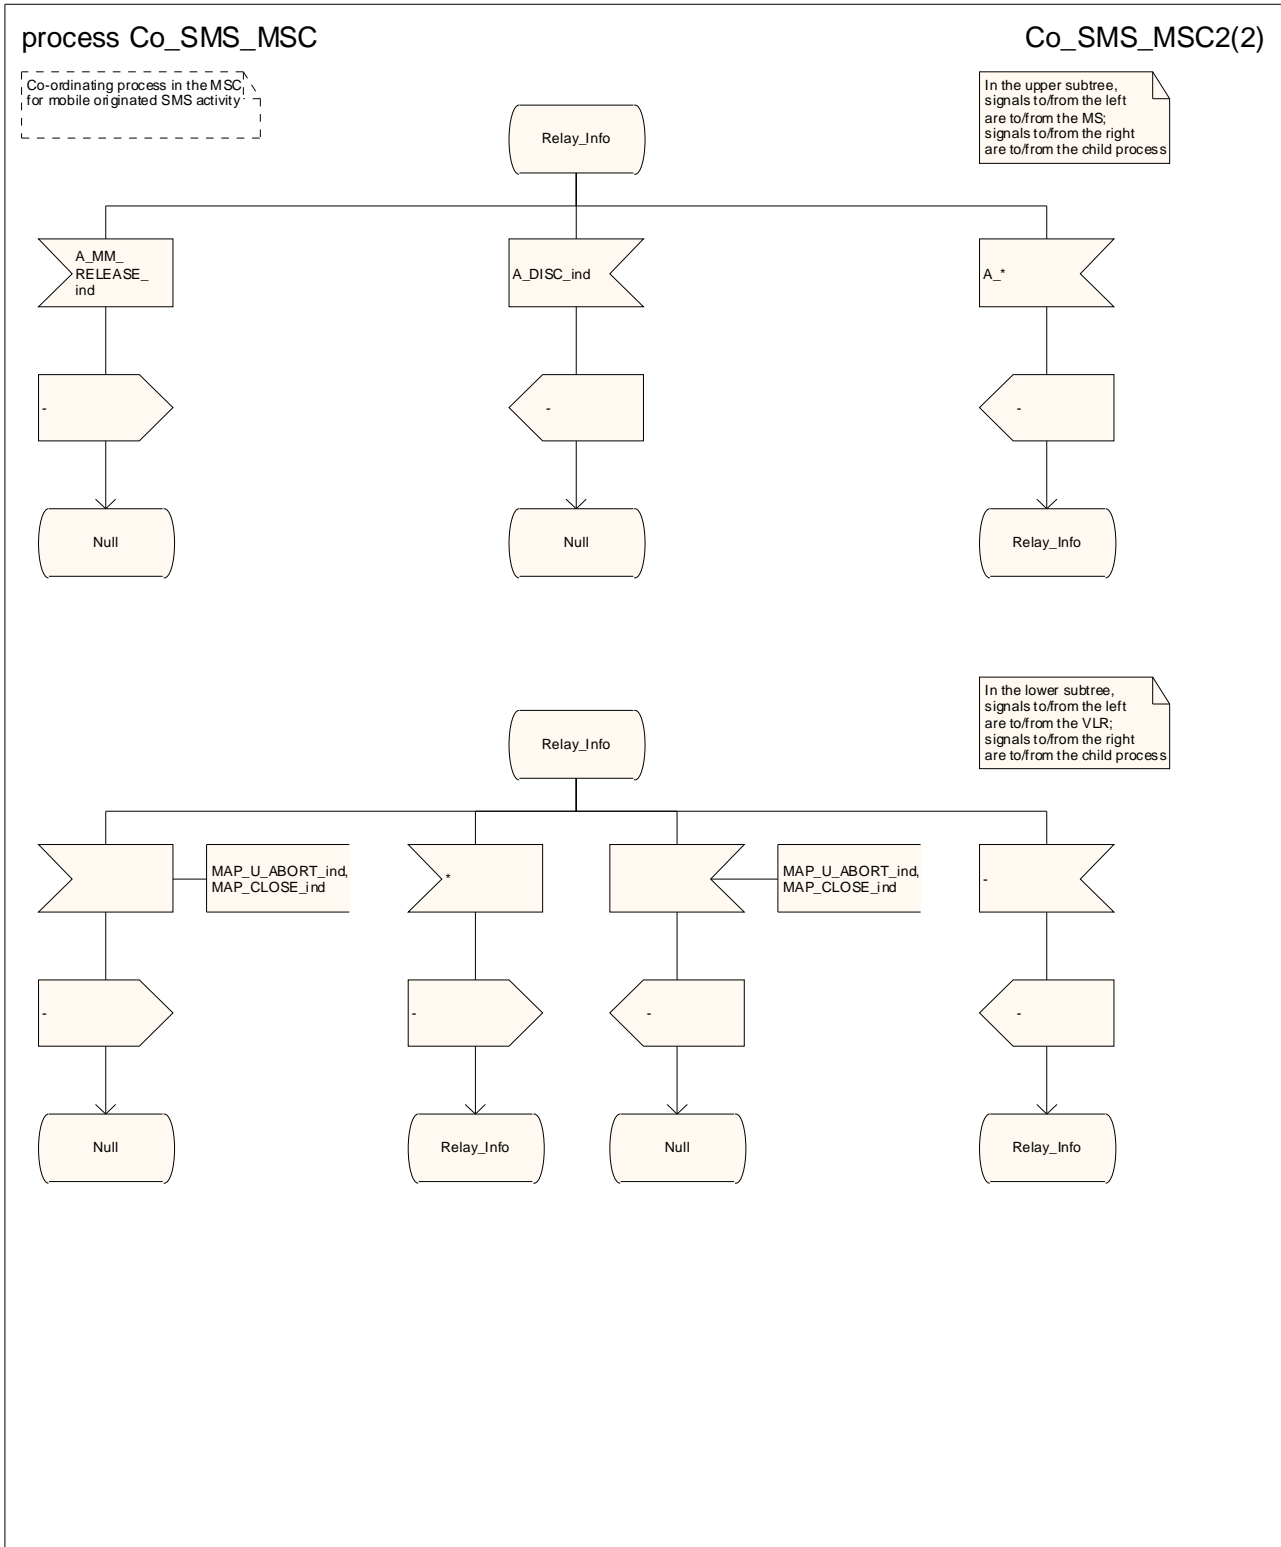 process Co_SMS_MSC
Co_SMS_MSC2(2)
Co-ordinating process in the MSC
for mobile originated SMS activity
In the upper subtree,
signals to/from the left
are to/from the MS;
signals to/from the right
are to/from the child process
Relay_Info
A_MM_
RELEASE_
ind
A_DISC_ind
A_*
-
-
-
Null
Null
Relay_Info
In the lower subtree,
signals to/from the left
are to/from the VLR;
signals to/from the right
are to/from the child process
Relay_Info
MAP_U_ABORT_ind,
MAP_CLOSE_ind
*
MAP_U_ABORT_ind,
MAP_CLOSE_ind
-
-
-
-
-
Null
Relay_Info
Null
Relay_Info